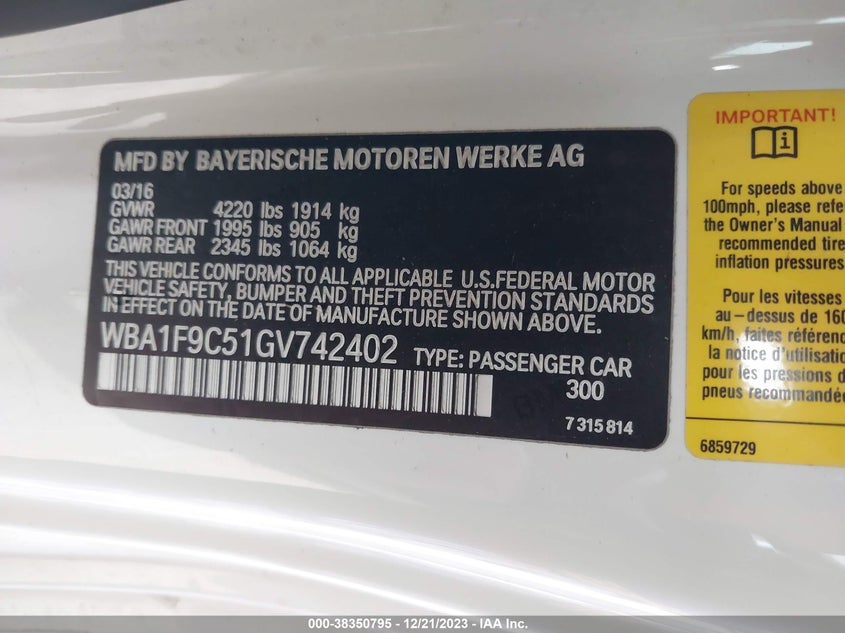 MFD BY BAYERISCHE MOTOREN WERKE AG
03/16
GVWR 4220 lbs 1914 kg
GAWR FRONT 1995 lbs 905 kg
GAWR REAR 2345 lbs 1064 kg
THIS VEHICLE CONFORMS TO ALL APPLICABLE U.S.FEDERAL MOTOR
VEHICLE SAFETY, BUMPER AND THEFT PREVENTION STANDARDS
IN EFFECT ON THE DATE OF MANUFACTURE SHOWN ABOVE.
WBA1F9C51GV742402 TYPE: PASSENGER CAR
300
7 315 814
IMPORTANT!
For speeds above
100mph, please refe
the Owner's Manual
recommended tire
inflation pressures
Pour les vitesses
au-dessus de 160
km/h, faites référenc
la notice d'utilisatio
pour les pressions d
pneus recommandée
6859729
000-38350795 - 12/21/2023 - IAA Inc.